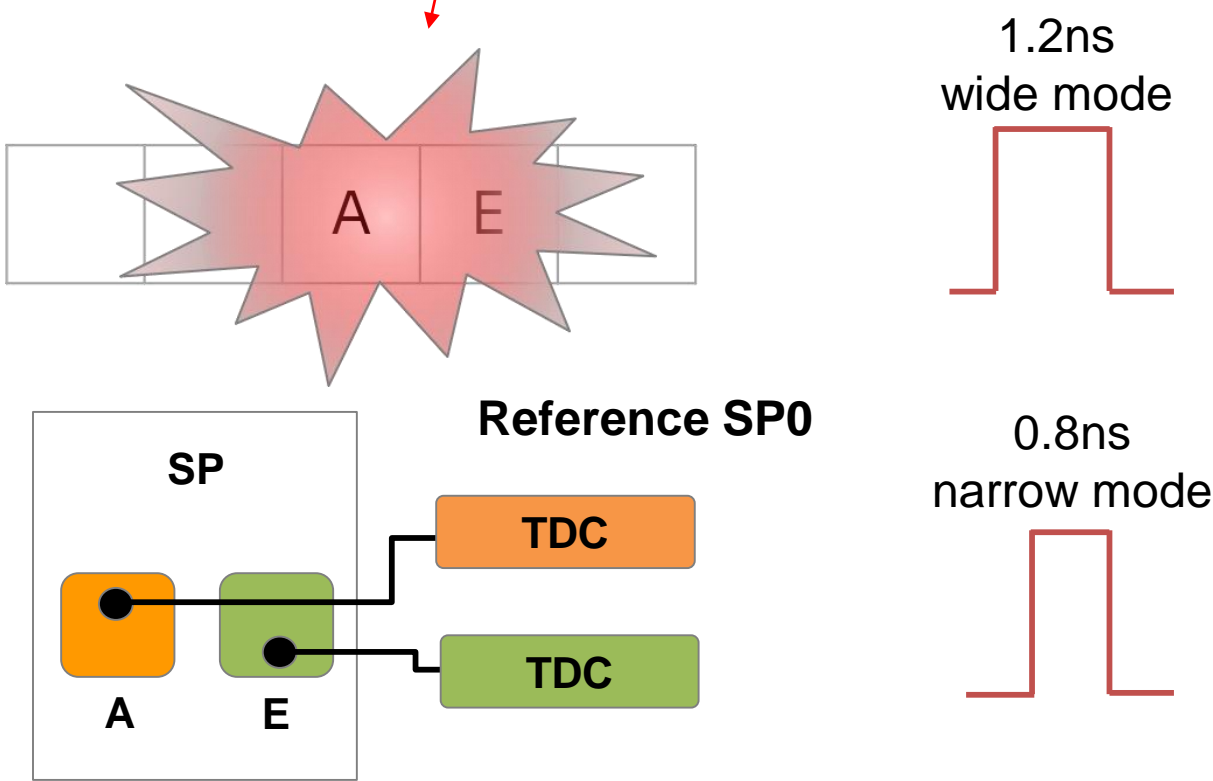 1.2ns
wide mode
A
E
Reference SP0
0.8ns
narrow mode
SP
TDC
TDC
A
E